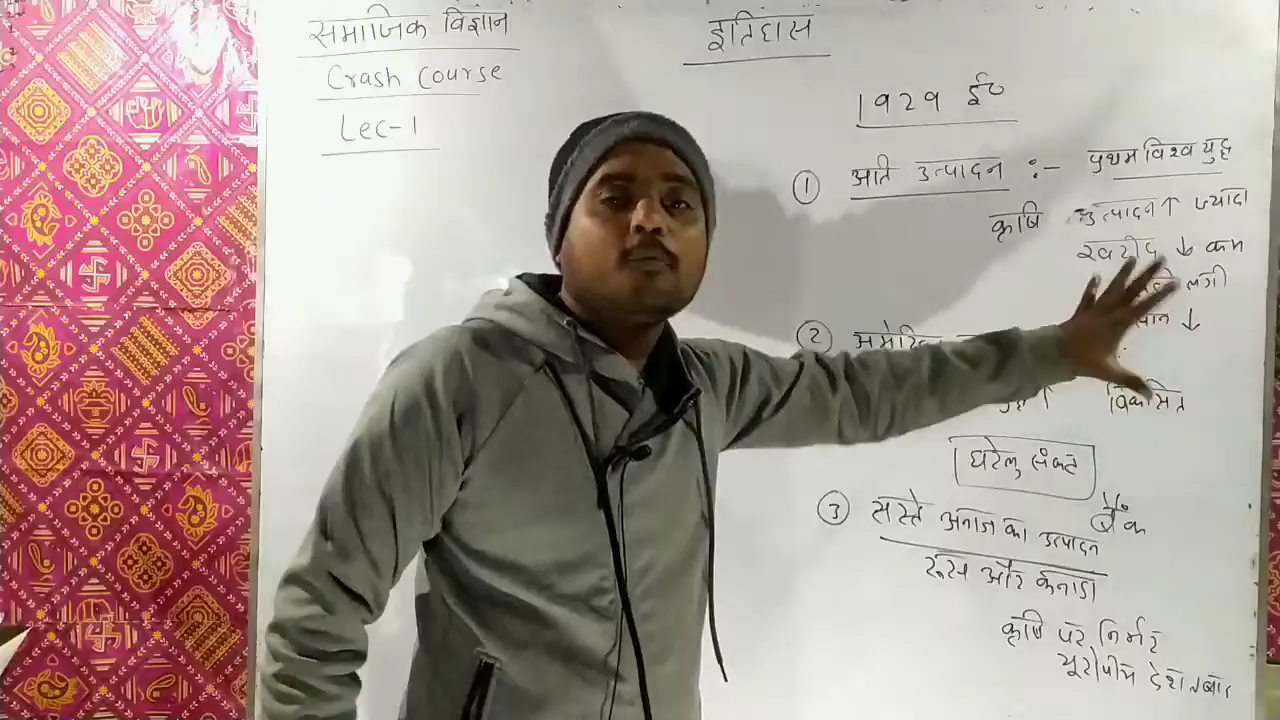 समाजिक विज्ञान
Crash Course
Lec-1
इतिहास
1929 ई०
① अति उत्पादन :- प्रथम विश्व युद्ध
कृषि उत्पादन↑ ज्यादा
खरीद ↓ कम
लगी
↓
②
विकसित
घरेलु संकट
③ सस्ते अनाज का उत्पादन
बैंक
रूस और कनाडा
कृषि पर निर्भर
यूरोपीय देश